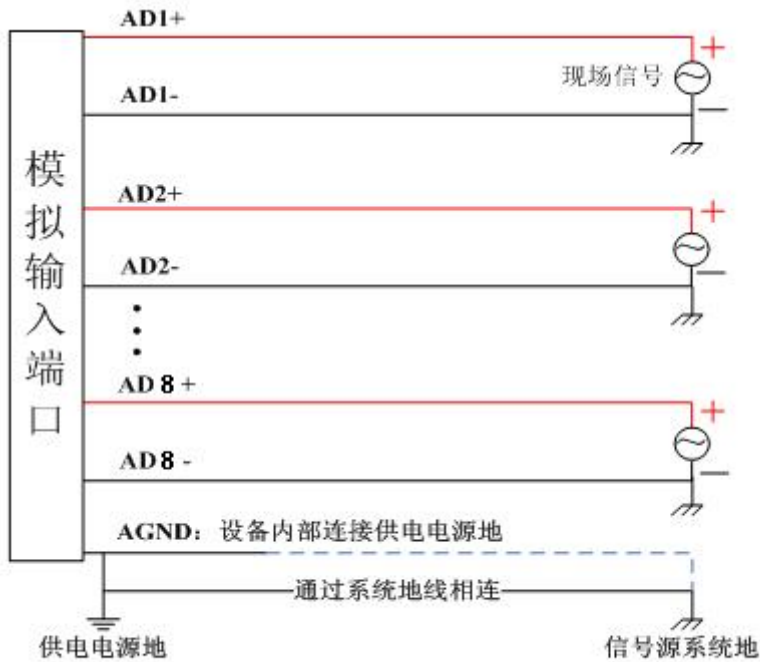 AD1+
现场信号
AD1-
模拟输入端口
AD2+
AD2-
AD 8 +
AD 8 -
AGND：设备内部连接供电电源地
通过系统地线相连
供电电源地
信号源系统地